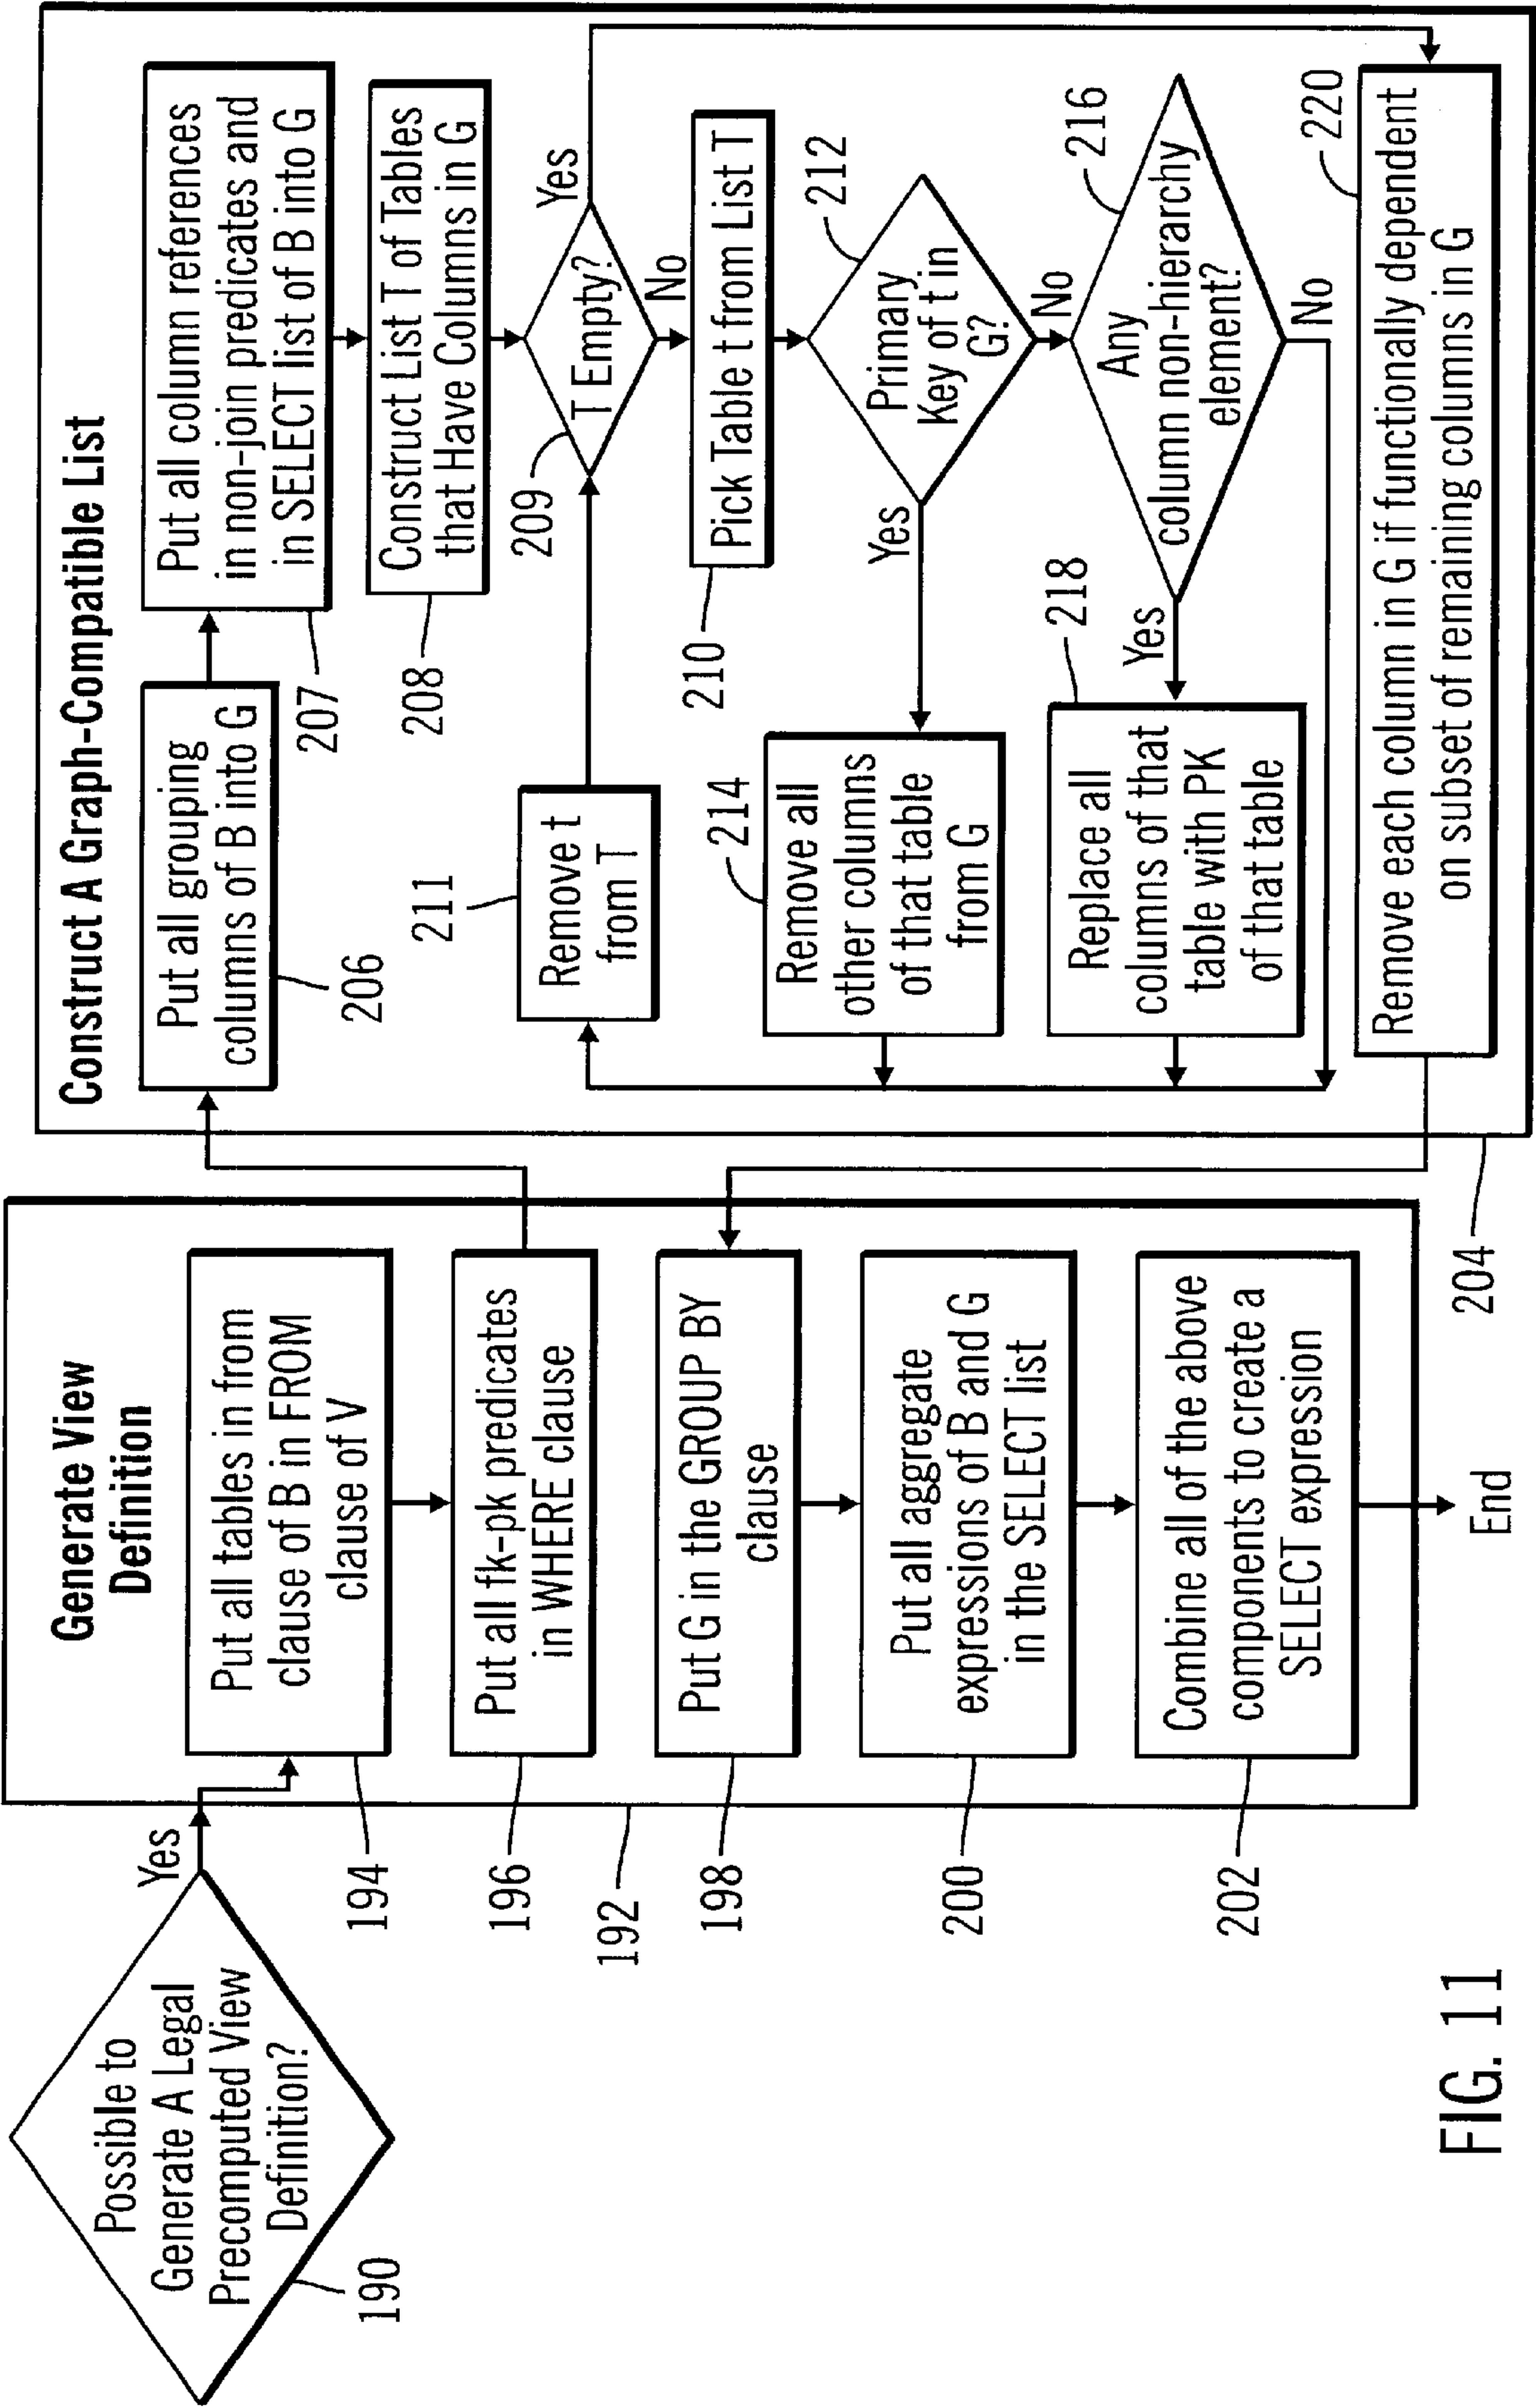 Possible to
Generate A Legal
Precomputed View
Definition?
190
Yes
Generate View
Definition
Put all tables in from
clause of B in FROM
clause of V
194
Put all fk-pk predicates
in WHERE clause
196
192
Put G in the GROUP BY
clause
198
Put all aggregate
expressions of B and G
in the SELECT list
200
Combine all of the above
components to create a
SELECT expression
202
End
Construct A Graph-Compatible List
Put all grouping
columns of B into G
206
Put all column references
in non-join predicates and
in SELECT list of B into G
207
Construct List T of Tables
that Have Columns in G
208
T Empty?
209
Yes
No
Remove t
from T
211
Pick Table t from List T
210
Primary
Key of t in
G?
212
Yes
No
Remove all
other columns
of that table
from G
214
Any
column non-hierarchy
element?
216
Yes
No
Replace all
columns of that
table with PK
of that table
218
Remove each column in G if functionally dependent
on subset of remaining columns in G
220
204
FIG. 11